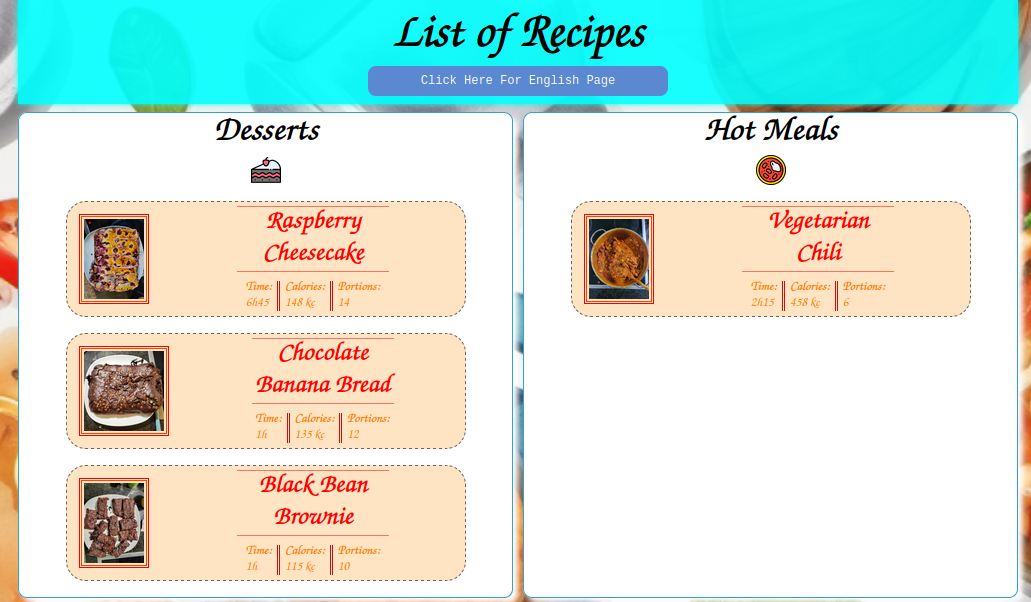 List of Recipes
Click Here For English Page
Desserts
Raspberry
Cheesecake
Time: Calories: Portions:
6h45 148 kc 14
Chocolate
Banana Bread
Time: Calories: Portions:
1h 135 kc 12
Black Bean
Brownie
Time: Calories: Portions:
1h 115 kc 10
Hot Meals
Vegetarian
Chili
Time: Calories: Portions:
2h15 458 kc 6